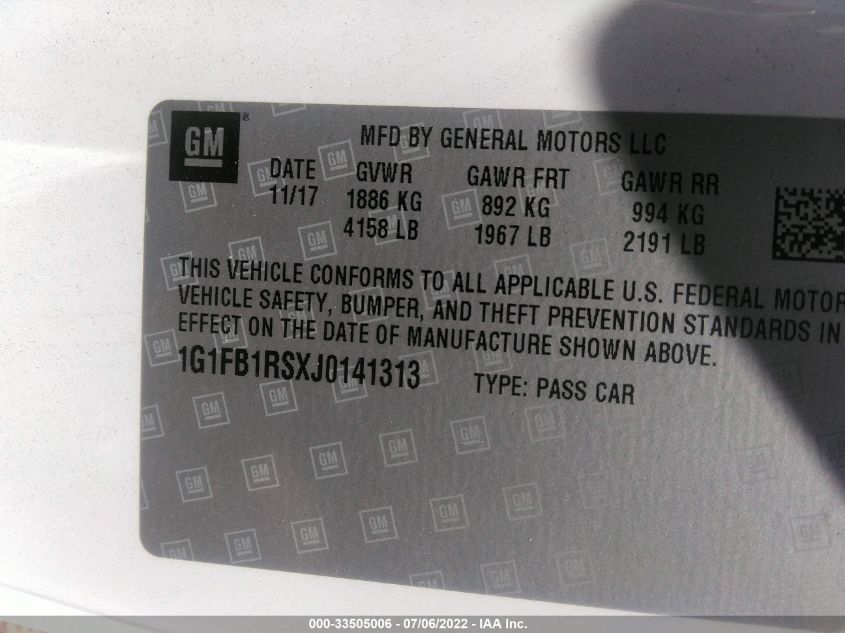 GM ®
MFD BY GENERAL MOTORS LLC
DATE GVWR GAWR FRT GAWR RR
11/17 1886 KG 892 KG 994 KG
4158 LB 1967 LB 2191 LB
THIS VEHICLE CONFORMS TO ALL APPLICABLE U.S. FEDERAL MOTOR
VEHICLE SAFETY, BUMPER, AND THEFT PREVENTION STANDARDS IN
EFFECT ON THE DATE OF MANUFACTURE SHOWN ABOVE.
1G1FB1RSXJ0141313 TYPE: PASS CAR
000-33505006 - 07/06/2022 - IAA Inc.